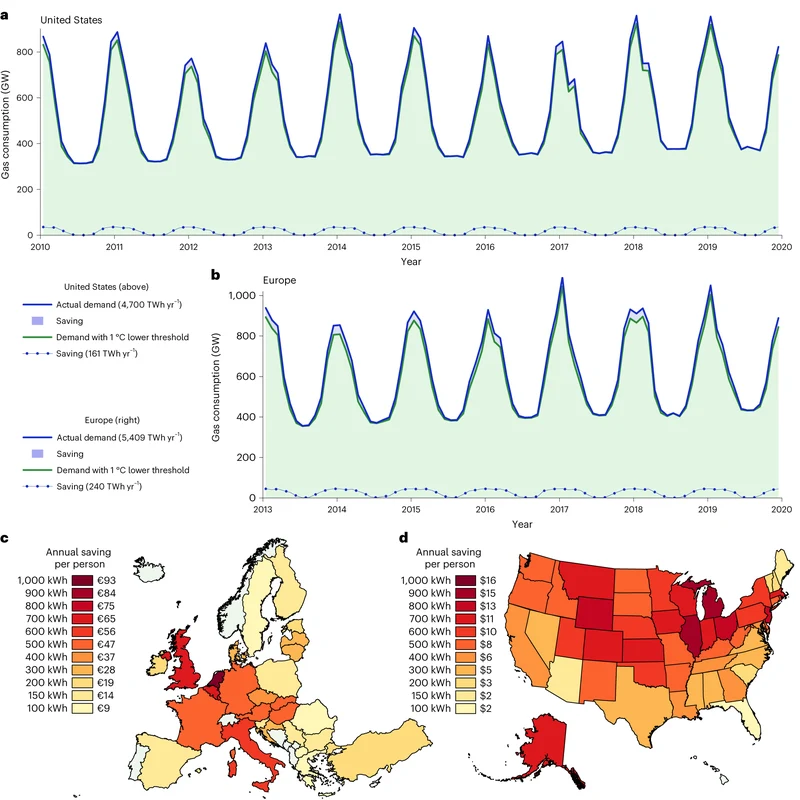 a
United States
Gas consumption (GW)
800
600
400
200
0
2010 2011 2012 2013 2014 2015 2016 2017 2018 2019 2020
Year
United States (above)
Actual demand (4,700 TWh yr⁻¹)
Saving
Demand with 1 °C lower threshold
Saving (161 TWh yr⁻¹)
Europe (right)
Actual demand (5,409 TWh yr⁻¹)
Saving
Demand with 1 °C lower threshold
Saving (240 TWh yr⁻¹)
b
Europe
Gas consumption (GW)
1,000
800
600
400
200
0
2013 2014 2015 2016 2017 2018 2019 2020
Year
c
Annual saving
per person
1,000 kWh €93
900 kWh €84
800 kWh €75
700 kWh €65
600 kWh €56
500 kWh €47
400 kWh €37
300 kWh €28
200 kWh €19
150 kWh €14
100 kWh €9
d
Annual saving
per person
1,000 kWh $16
900 kWh $15
800 kWh $13
700 kWh $11
600 kWh $10
500 kWh $8
400 kWh $6
300 kWh $5
200 kWh $3
150 kWh $2
100 kWh $2